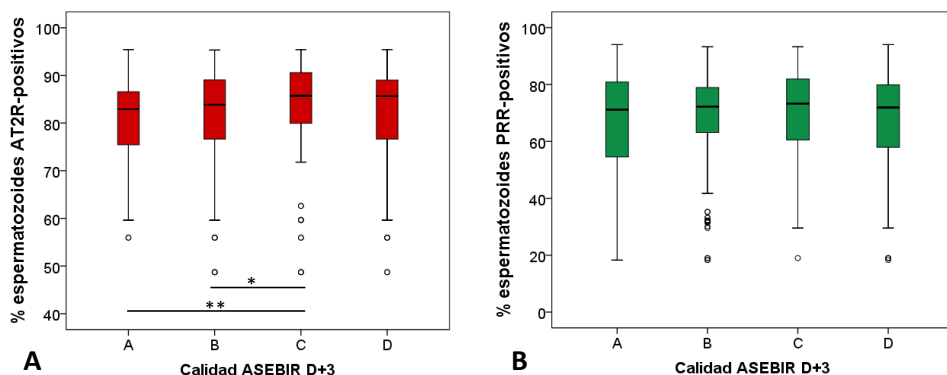 % espermatozoides AT2R-positivos
100
90
80
70
60
50
40
*
**
A B C D
Calidad ASEBIR D+3
A
% espermatozoides PRR-positivos
100
80
60
40
20
0
A B C D
Calidad ASEBIR D+3
B